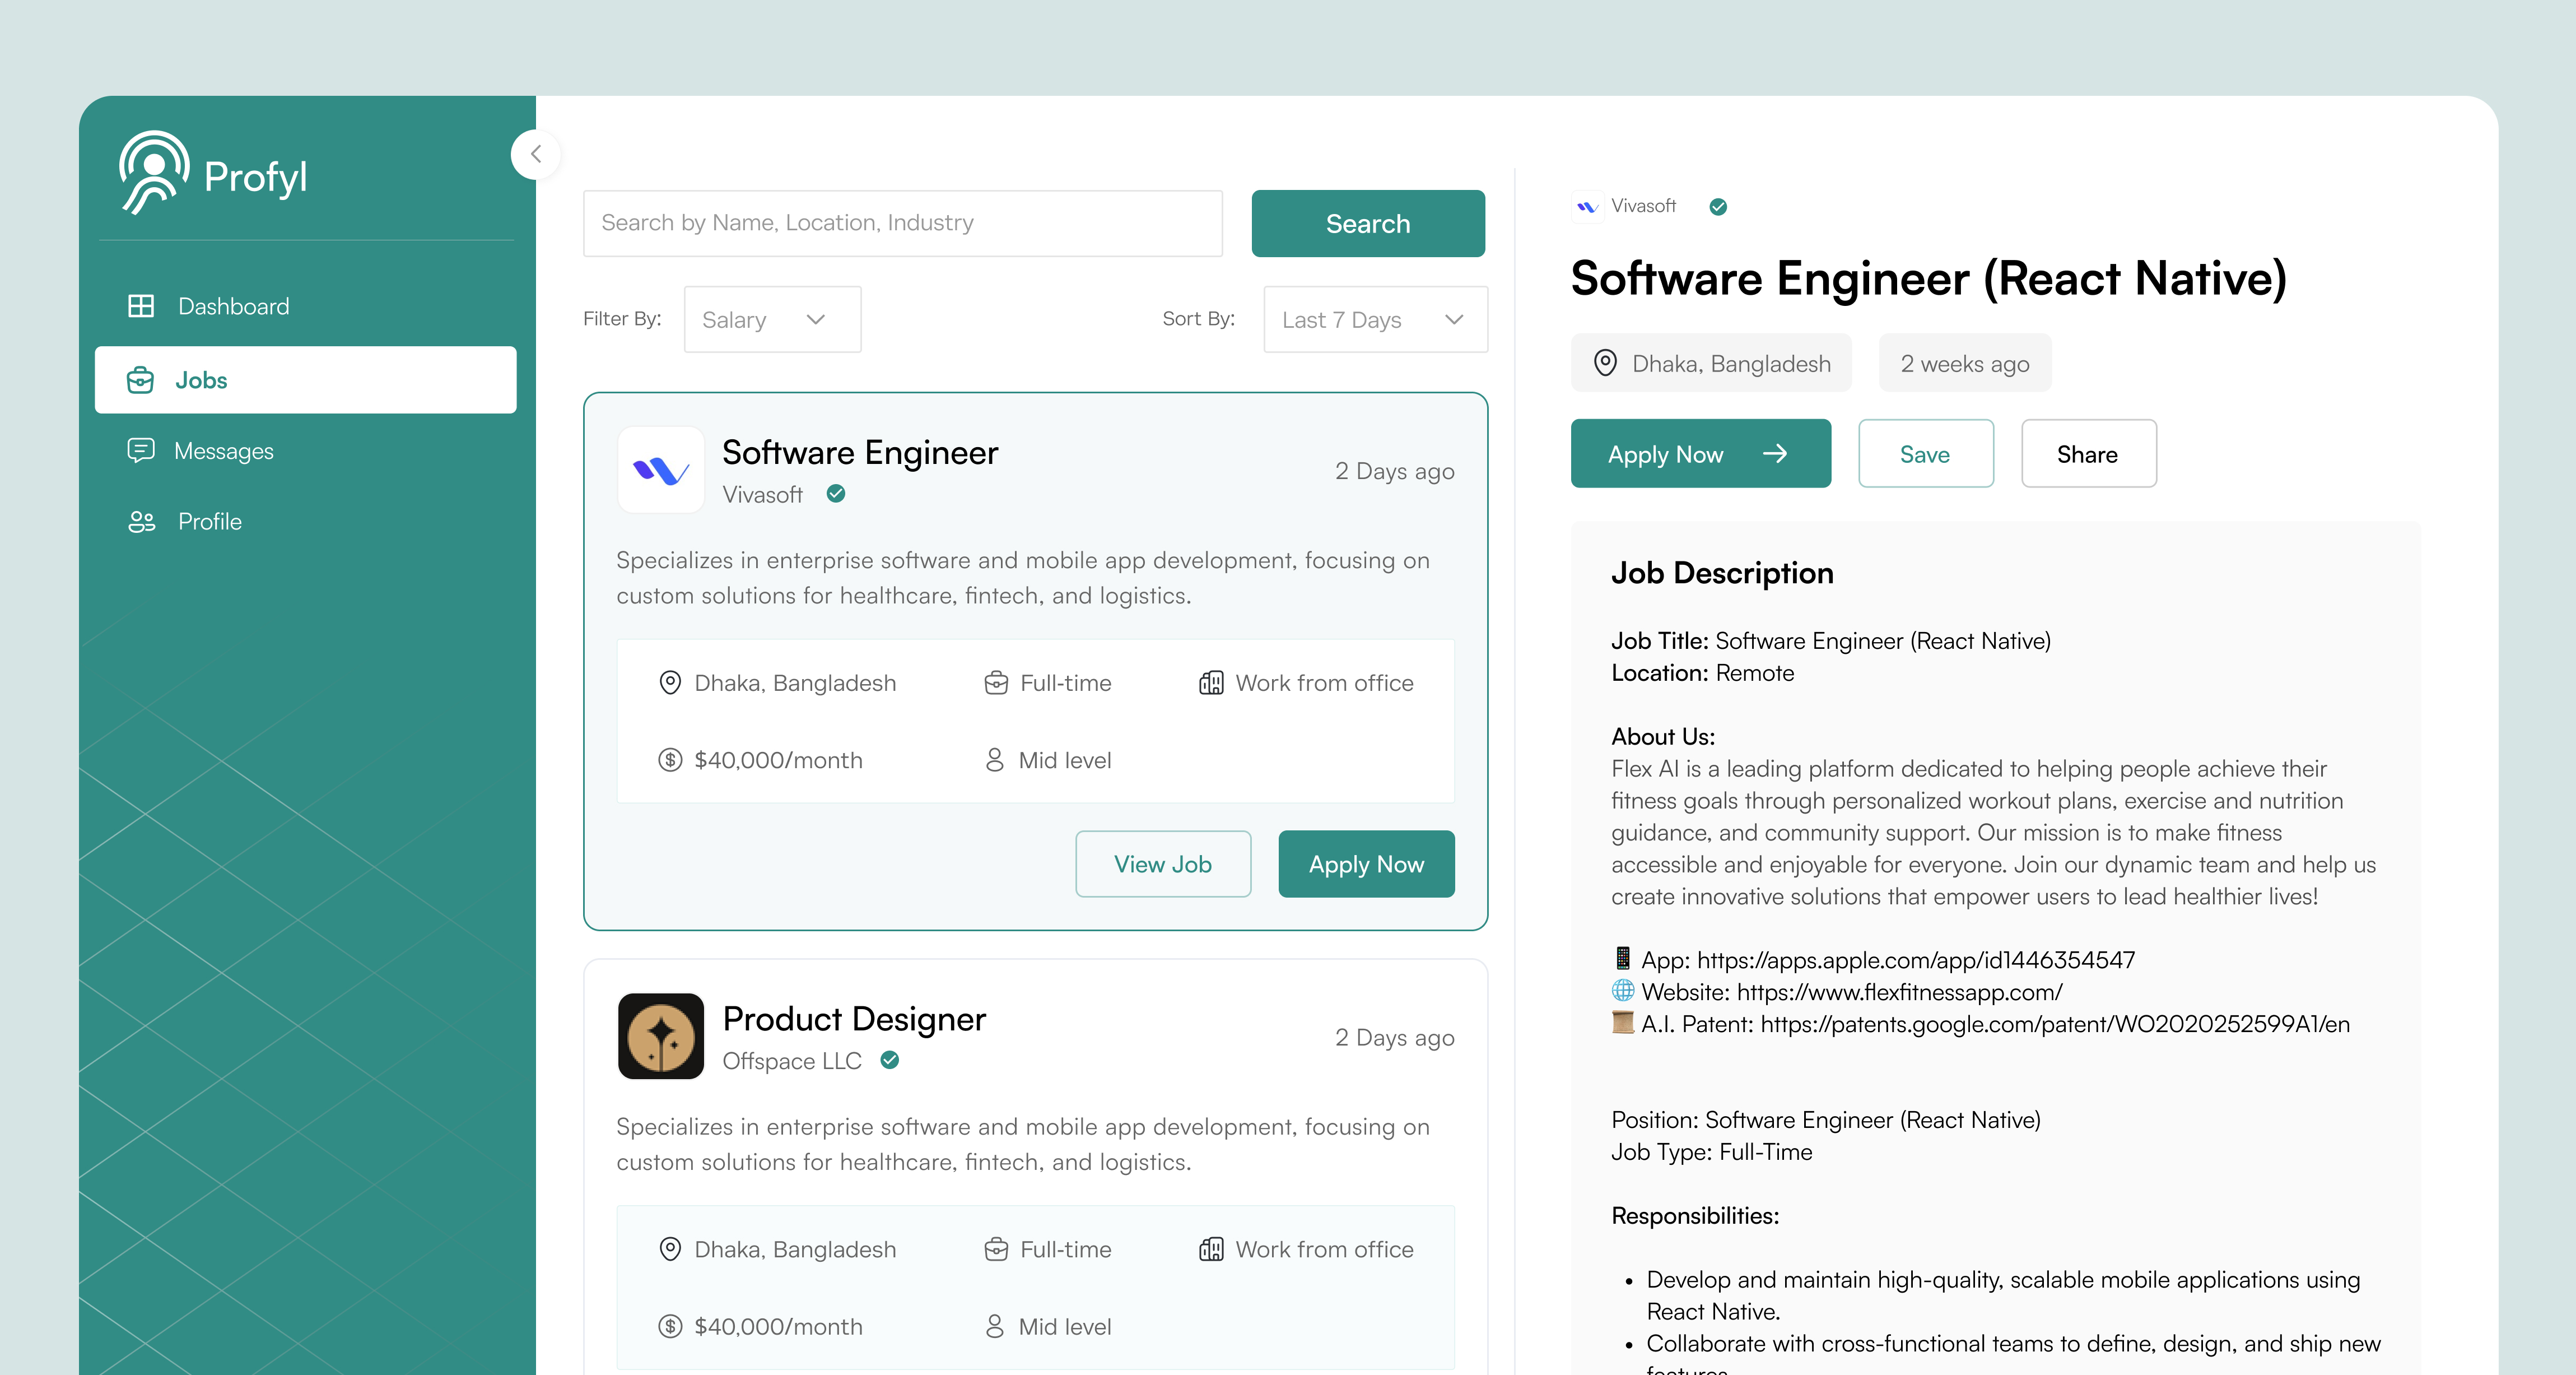 Profyl
Dashboard
Jobs
Messages
Profile
Search by Name, Location, Industry
Search
Filter By:
Salary
Sort By:
Last 7 Days
Software Engineer
Vivasoft
2 Days ago
Specializes in enterprise software and mobile app development, focusing on
custom solutions for healthcare, fintech, and logistics.
Dhaka, Bangladesh
Full-time
Work from office
$40,000/month
Mid level
View Job
Apply Now
Product Designer
Offspace LLC
2 Days ago
Specializes in enterprise software and mobile app development, focusing on
custom solutions for healthcare, fintech, and logistics.
Dhaka, Bangladesh
Full-time
Work from office
$40,000/month
Mid level
Vivasoft
Software Engineer (React Native)
Dhaka, Bangladesh
2 weeks ago
Apply Now
Save
Share
Job Description
Job Title: Software Engineer (React Native)
Location: Remote
About Us:
Flex AI is a leading platform dedicated to helping people achieve their
fitness goals through personalized workout plans, exercise and nutrition
guidance, and community support. Our mission is to make fitness
accessible and enjoyable for everyone. Join our dynamic team and help us
create innovative solutions that empower users to lead healthier lives!
📱 App: https://apps.apple.com/app/id1446354547
🌐 Website: https://www.flexfitnessapp.com/
📜 A.I. Patent: https://patents.google.com/patent/WO2020252599A1/en
Position: Software Engineer (React Native)
Job Type: Full-Time
Responsibilities:
• Develop and maintain high-quality, scalable mobile applications using
React Native.
• Collaborate with cross-functional teams to define, design, and ship new
features